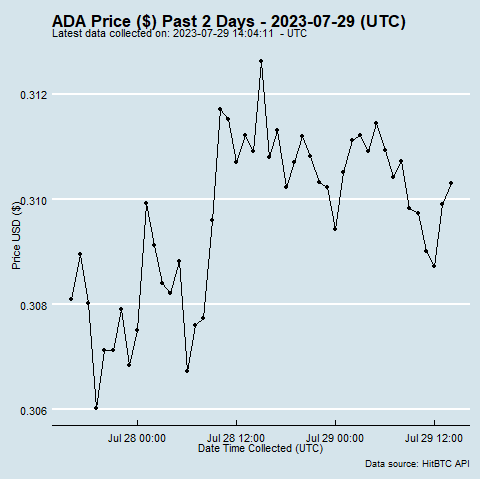 ADA Price ($) Past 2 Days - 2023-07-29 (UTC)
Latest data collected on: 2023-07-29 14:04:11 - UTC
0.312
0.310
0.308
0.306
Price USD ($)
Jul 28 00:00 Jul 28 12:00 Jul 29 00:00 Jul 29 12:00
Date Time Collected (UTC)
Data source: HitBTC API